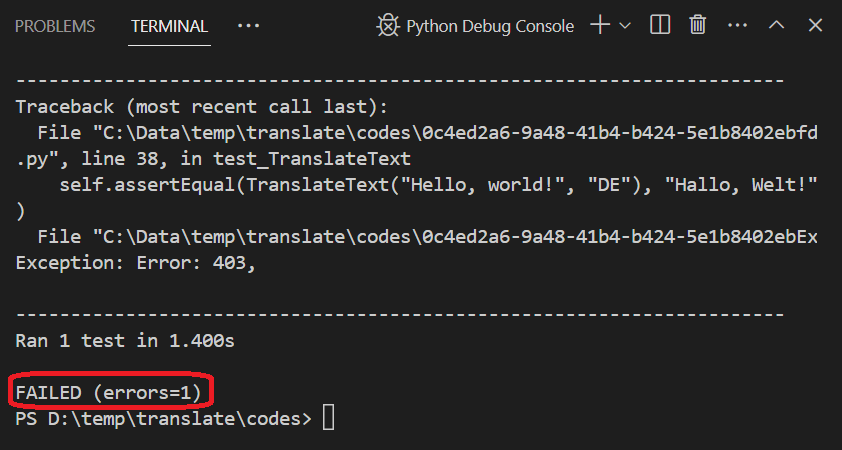 PROBLEMS TERMINAL ... Python Debug Console
----------------------------------------------------------------------
Traceback (most recent call last):
  File "C:\Data\temp\translate\codes\0c4ed2a6-9a48-41b4-b424-5e1b8402ebfd
.py", line 38, in test_TranslateText
    self.assertEqual(TranslateText("Hello, world!", "DE"), "Hallo, Welt!"
)
  File "C:\Data\temp\translate\codes\0c4ed2a6-9a48-41b4-b424-5e1b8402ebEx
Exception: Error: 403,
----------------------------------------------------------------------
Ran 1 test in 1.400s
FAILED (errors=1)
PS D:\temp\translate\codes>